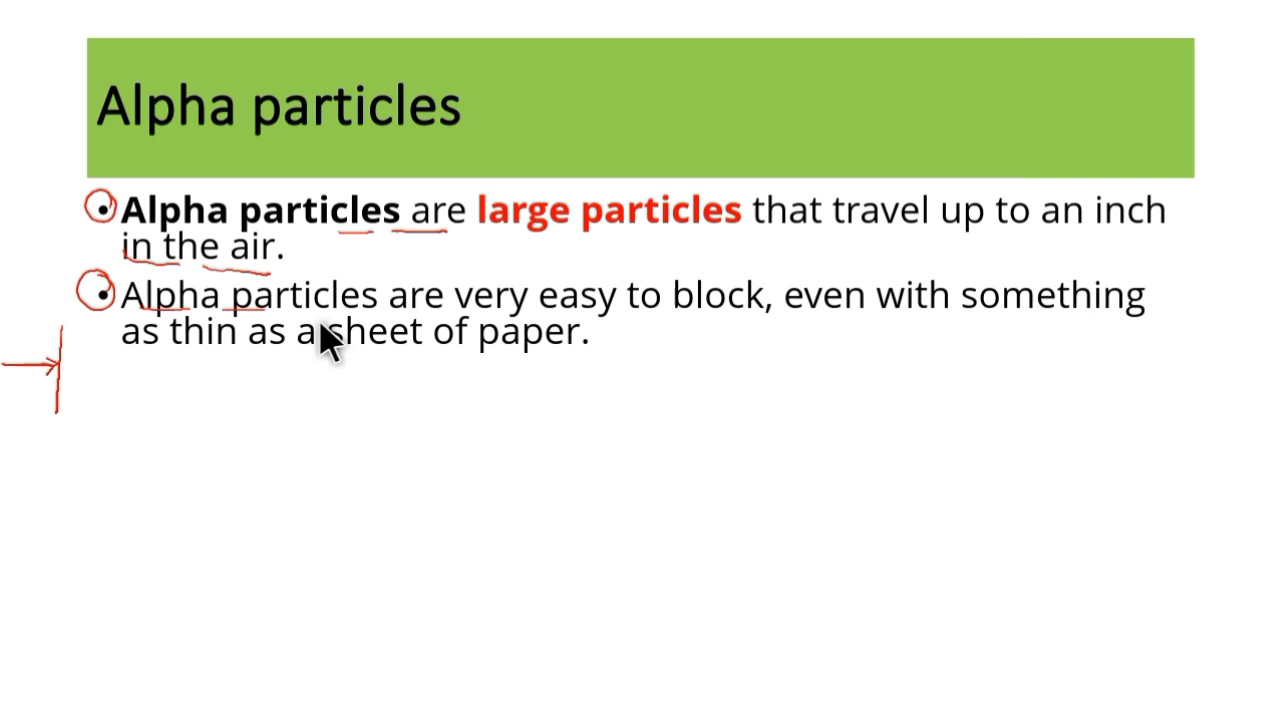 Alpha particles
• Alpha particles are large particles that travel up to an inch
in the air.
• Alpha particles are very easy to block, even with something
as thin as a sheet of paper.